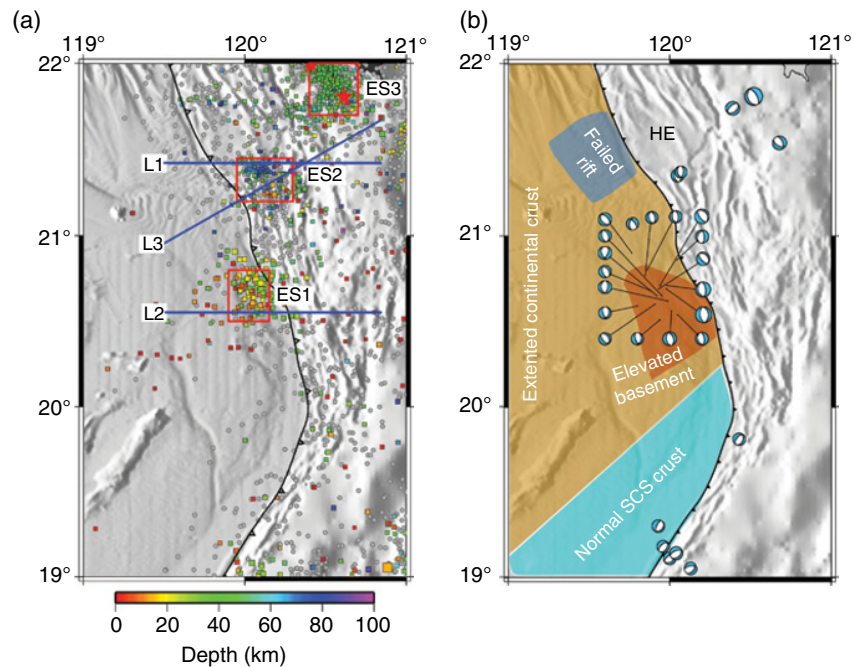 (a)
119°
120°
121°
22°
21°
20°
19°
ES3
L1
ES2
L3
ES1
L2
0
20
40
60
80
100
Depth (km)
(b)
119°
120°
121°
22°
21°
20°
19°
HE
Failed
rift
Extented continental crust
Elevated
basement
Normal SCS crust